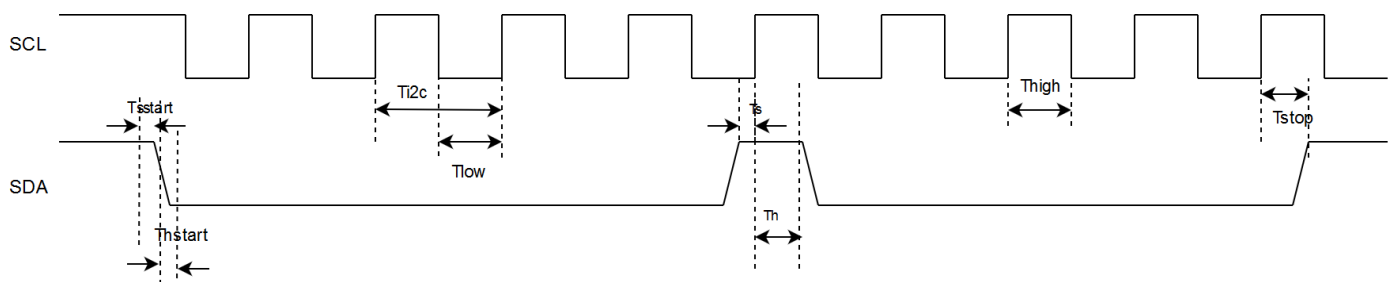 SCL
Ti2c
Thigh
Tsstart
Ts
Tstop
Tlow
SDA
Th
Thstart